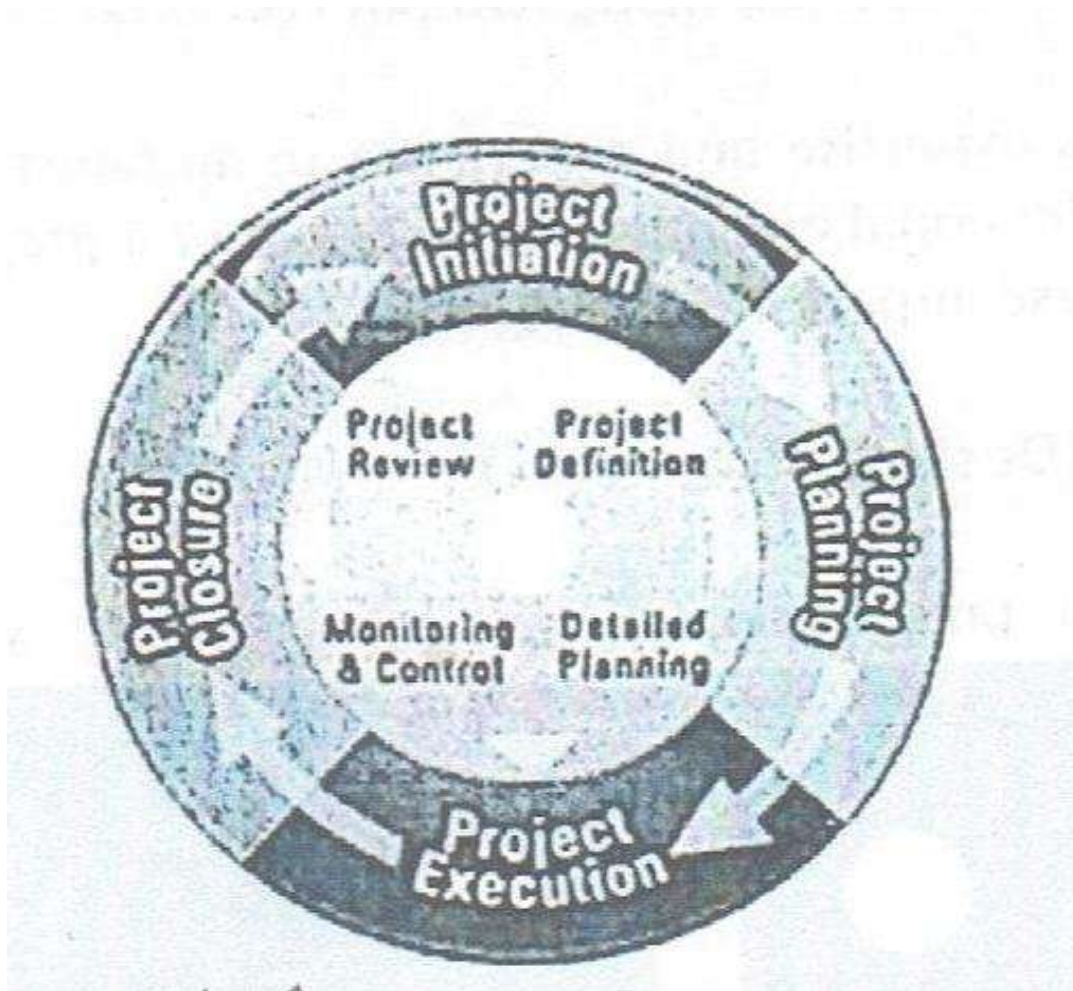 Project
Initiation
Project
Review
Project
Definition
Project
Planning
Project
Closure
Monitoring
& Control
Detailed
Planning
Project
Execution